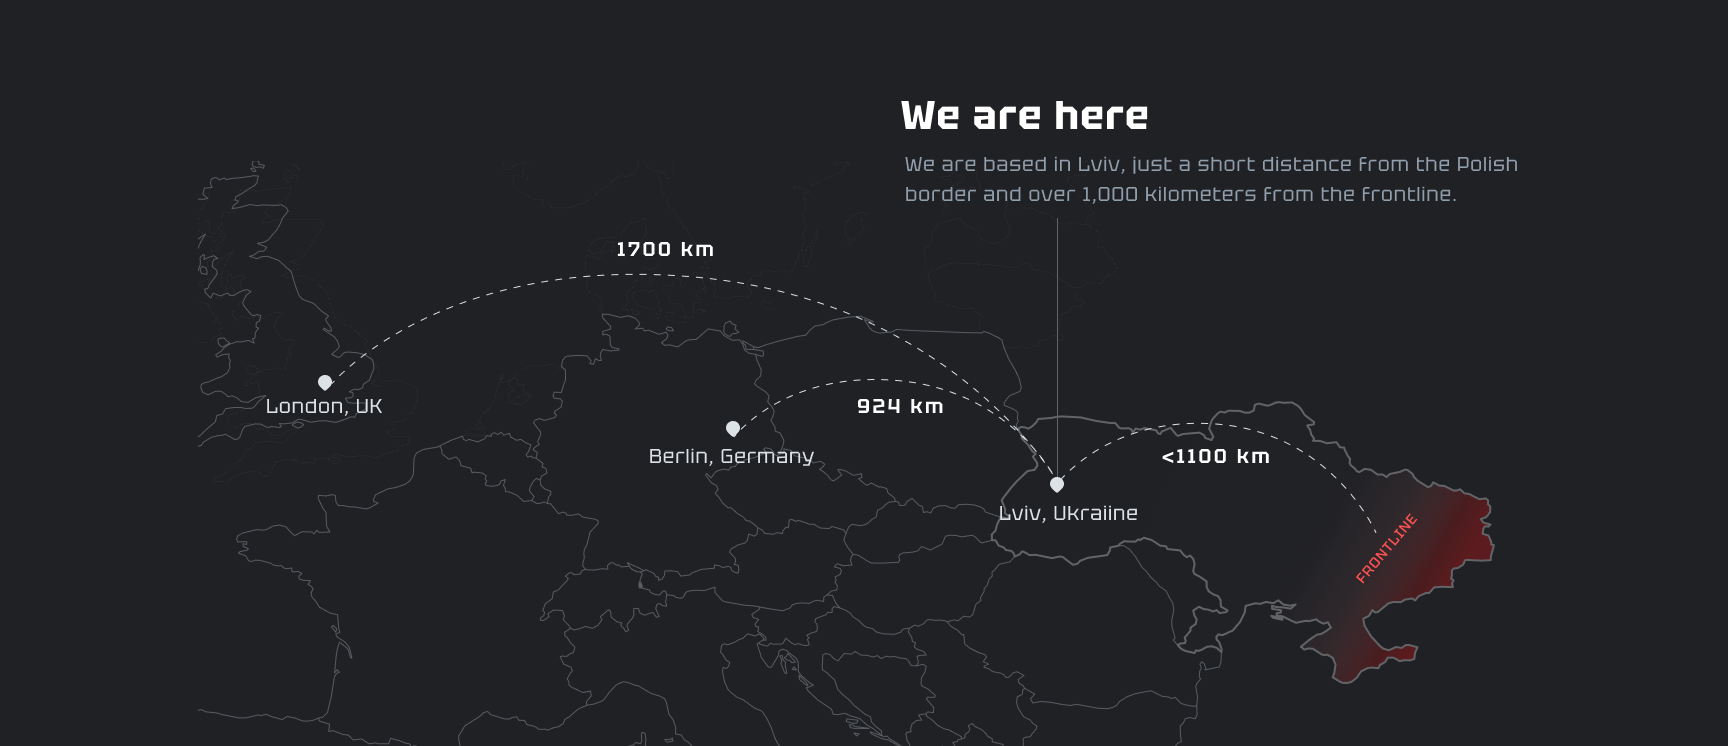 We are here
We are based in Lviv, just a short distance from the Polish
border and over 1,000 kilometers from the frontline.
1700 km
London, UK
924 km
Berlin, Germany
<1100 km
Lviv, Ukraiine
FRONTLINE